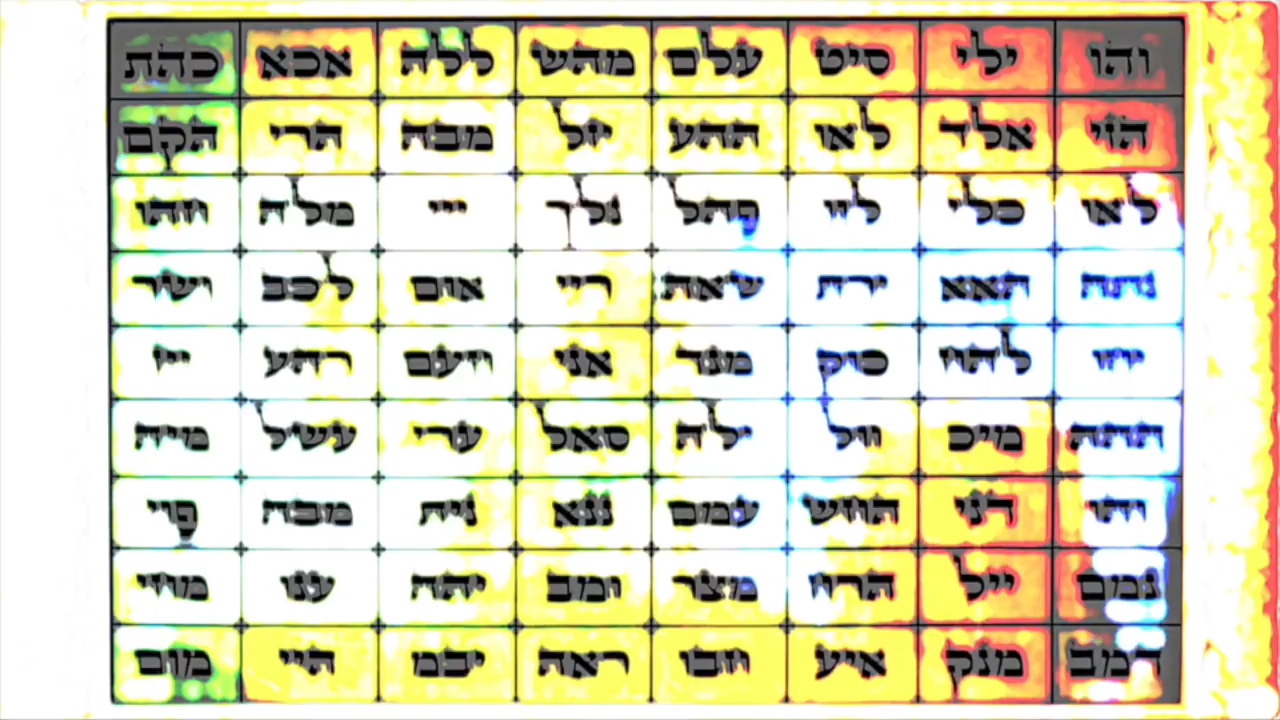 והו ילי סיט עלם מהש ללה אכא כהת
הזי אלד לאו ההע יזל מבה הרי הקם
לאו כלי לוו פהל נלך ייי מלה חהו
נתה האא ירת שאה ריי אום לכב ושר
יחו להח כוק מנד אני חעם רהע ייז
ההה מיכ וול ילה סאל ערי עשל מיה
והו דני החש עמם ננא נית מבה פוי
נמם ייל הרח מצר ומב יהה ענו מחי
דמב מנק איע חבו ראה יבמ היי מום